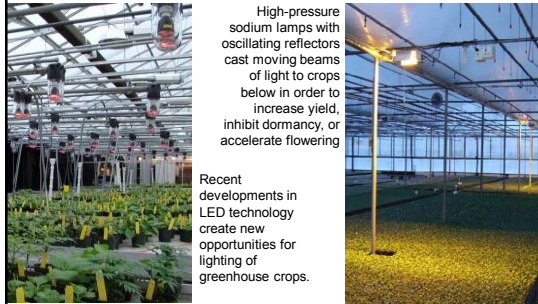 High-pressure
sodium lamps with
oscillating reflectors
cast moving beams
of light to crops
below in order to
increase yield,
inhibit dormancy, or
accelerate flowering
Recent
developments in
LED technology
create new
opportunities for
lighting of
greenhouse crops.